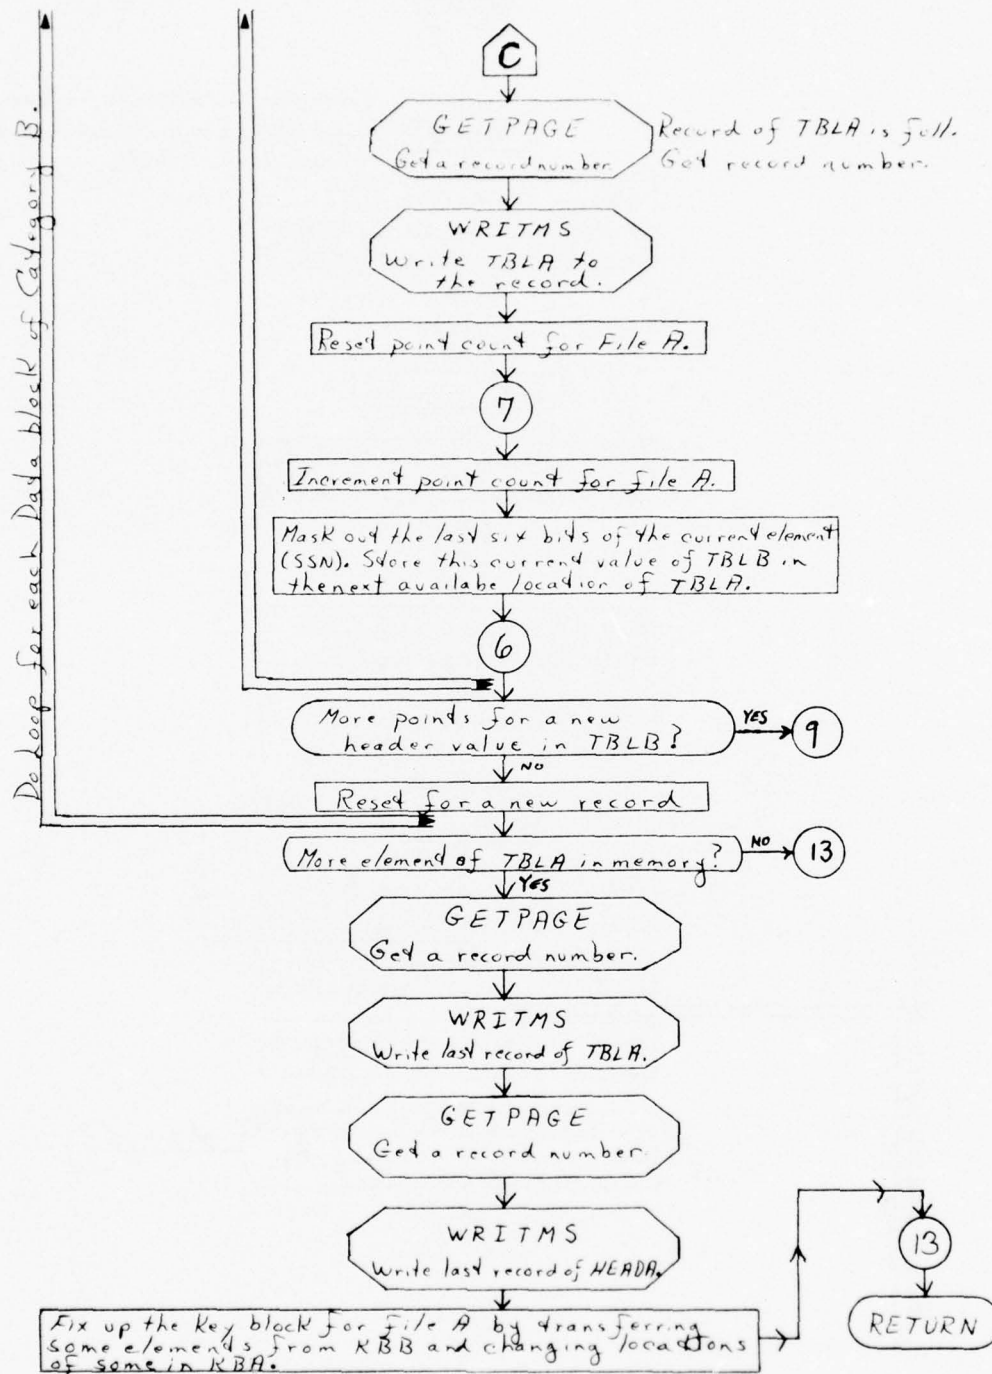 C
GETPAGE
Get a record number.
Record of TBLA is full.
Get record number.
WRITMS
Write TBLA to
the record.
Reset point count for File A.
7
Increment point count for file A.
Mask out the last six bits of the current element
(SSN). Store this current value of TBLB in
the next availabe location of TBLA.
6
More points for a new
header value in TBLB?
YES
9
NO
Reset for a new record
Do Loop for each Data block of Category B.
More element of TBLA in memory?
NO
13
YES
GETPAGE
Get a record number.
WRITMS
Write last record of TBLA.
GETPAGE
Get a record number.
WRITMS
Write last record of HEADA.
13
RETURN
Fix up the Key block for file A by transferring
some elements from KBB and changing locations
of some in KBA.